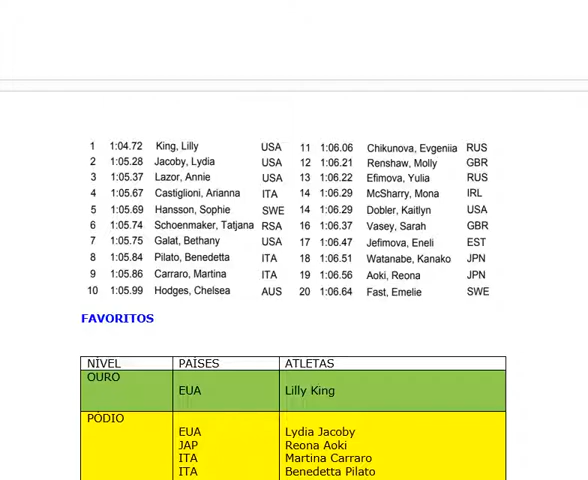 1 1:04.72 King, Lilly USA 11 1:06.06 Chikunova, Evgeniia RUS
2 1:05.28 Jacoby, Lydia USA 12 1:06.21 Renshaw, Molly GBR
3 1:05.37 Lazor, Annie USA 13 1:06.22 Efimova, Yulia RUS
4 1:05.67 Castiglioni, Arianna ITA 14 1:06.29 McSharry, Mona IRL
5 1:05.69 Hansson, Sophie SWE 14 1:06.29 Dobler, Kaitlyn USA
6 1:05.74 Schoenmaker, Tatjana RSA 16 1:06.37 Vasey, Sarah GBR
7 1:05.75 Galat, Bethany USA 17 1:06.47 Jefimova, Eneli EST
8 1:05.84 Pilato, Benedetta ITA 18 1:06.51 Watanabe, Kanako JPN
9 1:05.86 Carraro, Martina ITA 19 1:06.56 Aoki, Reona JPN
10 1:05.99 Hodges, Chelsea AUS 20 1:06.64 Fast, Emelie SWE
FAVORITOS
NÍVEL PAÍSES ATLETAS
OURO
EUA Lilly King
PÓDIO
EUA Lydia Jacoby
JAP Reona Aoki
ITA Martina Carraro
ITA Benedetta Pilato